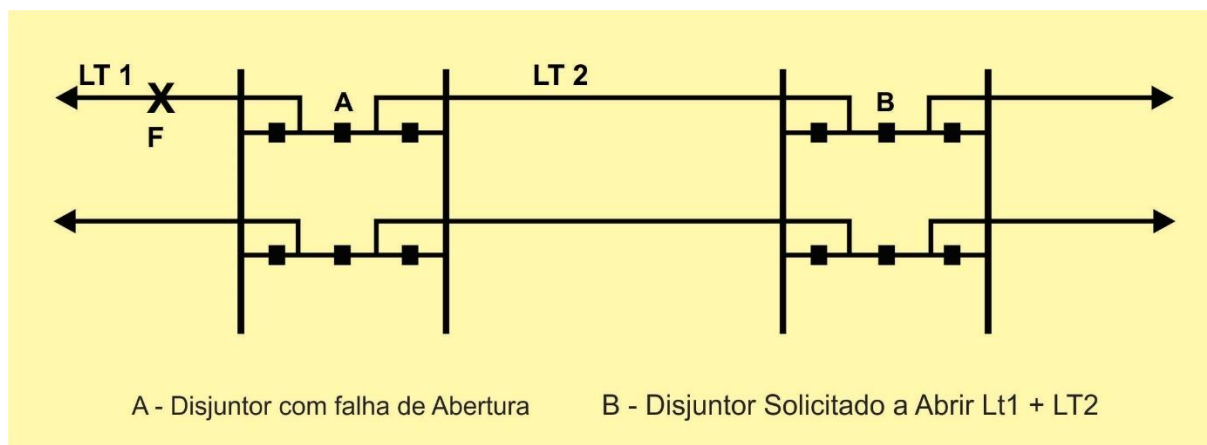 LT 1
LT 2
A
B
F
A - Disjuntor com falha de Abertura
B - Disjuntor Solicitado a Abrir Lt1 + LT2